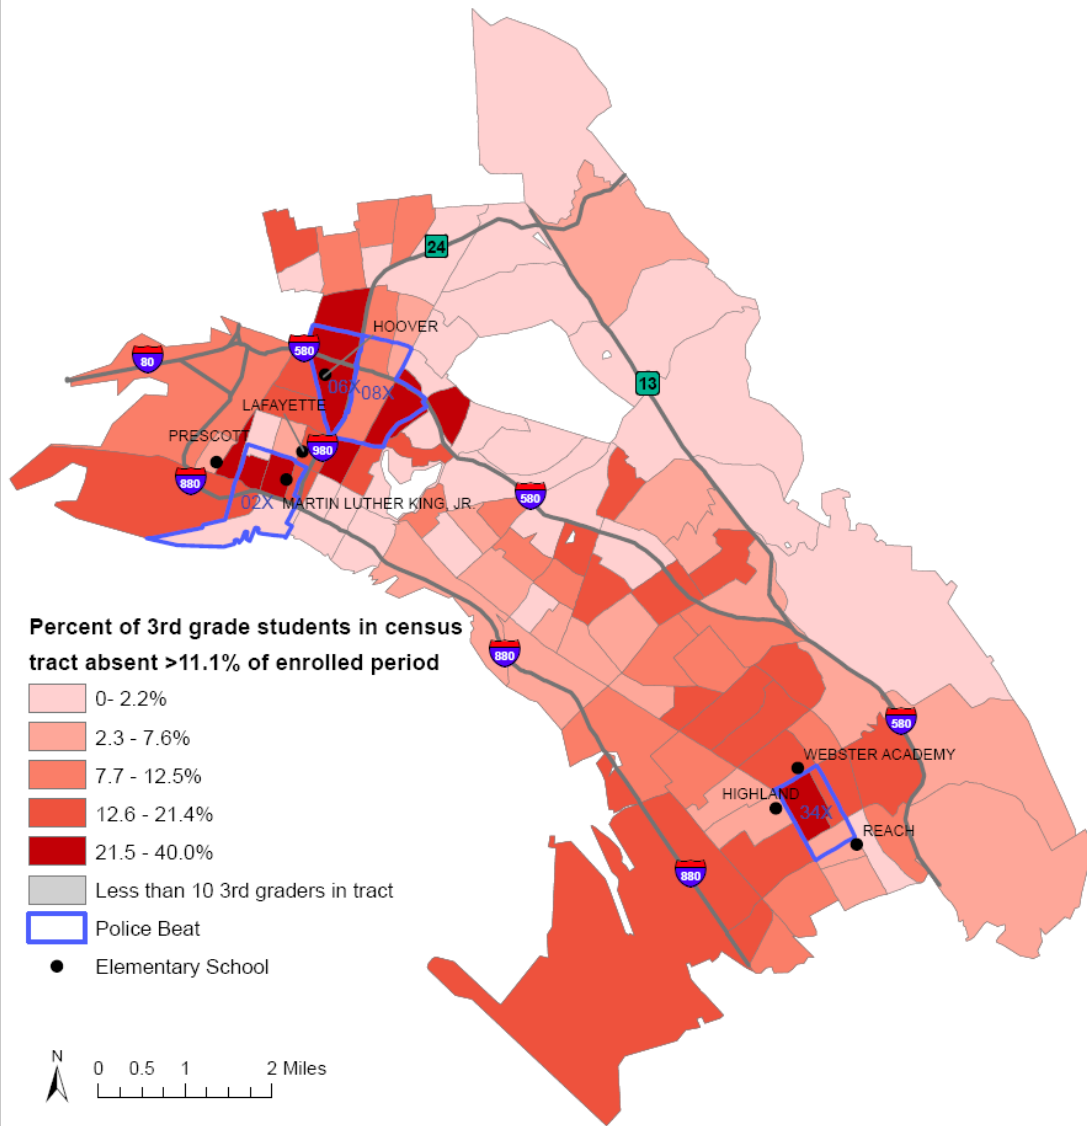 24
HOOVER
580
80
13
06X
08X
LAFAYETTE
PRESCOTT
980
880
580
02X
MARTIN LUTHER KING, JR.
Percent of 3rd grade students in census
tract absent >11.1% of enrolled period
0- 2.2%
2.3 - 7.6%
7.7 - 12.5%
12.6 - 21.4%
21.5 - 40.0%
Less than 10 3rd graders in tract
Police Beat
Elementary School
880
580
WEBSTER ACADEMY
HIGHLAND
34X
REACH
880
N
0 0.5 1 2 Miles